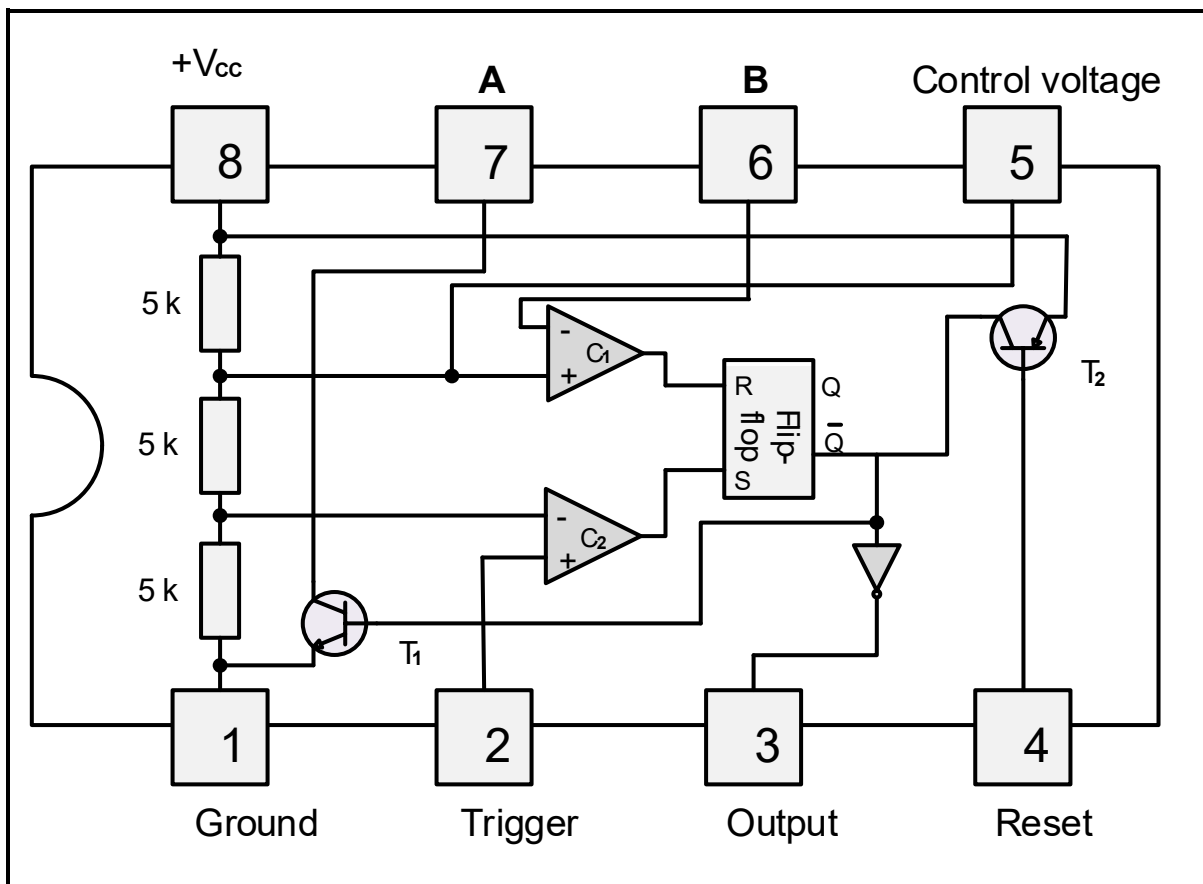 +Vcc
A
B
Control voltage
8
7
6
5
5 k
-
C1
+
T2
R
Q
5 k
Flip-
flop
Q̅
S
-
C2
+
5 k
T1
1
2
3
4
Ground
Trigger
Output
Reset